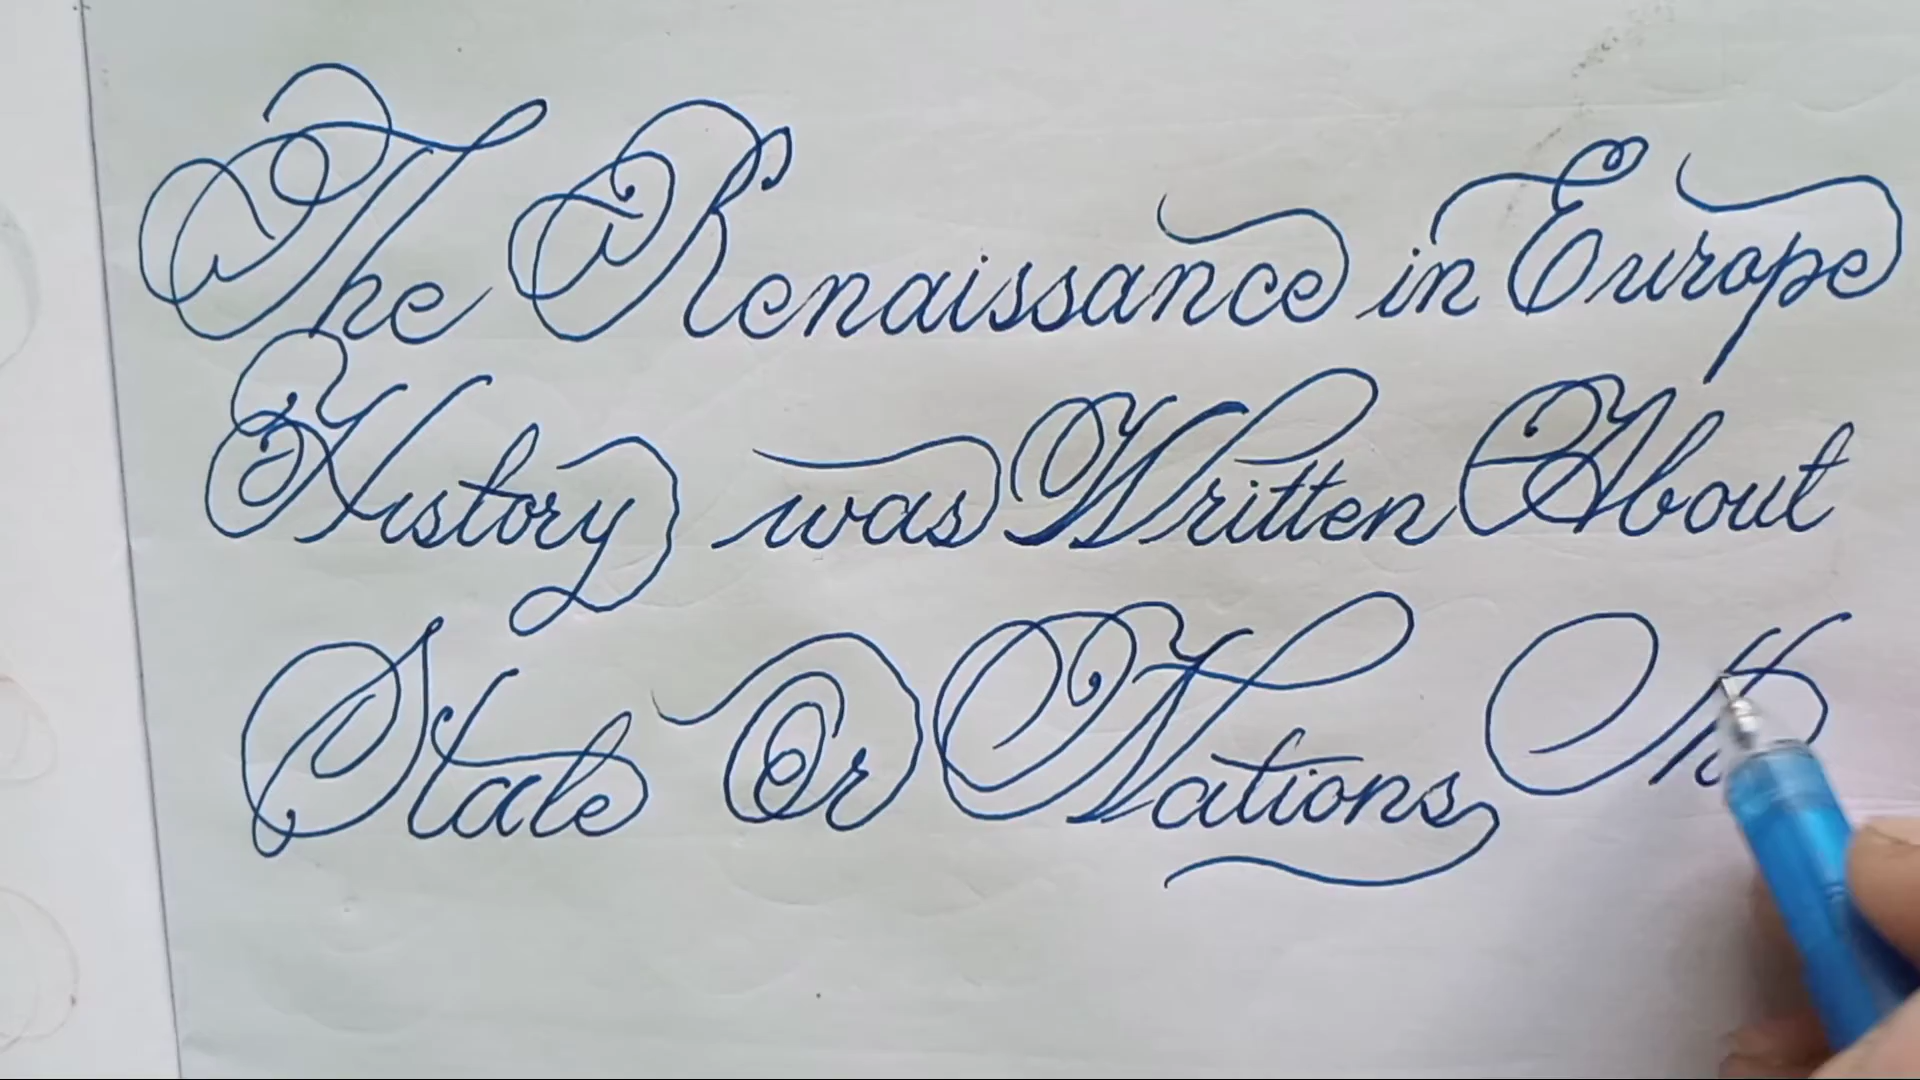 The Renaissance in Europe
History was Written About
State Or Nations